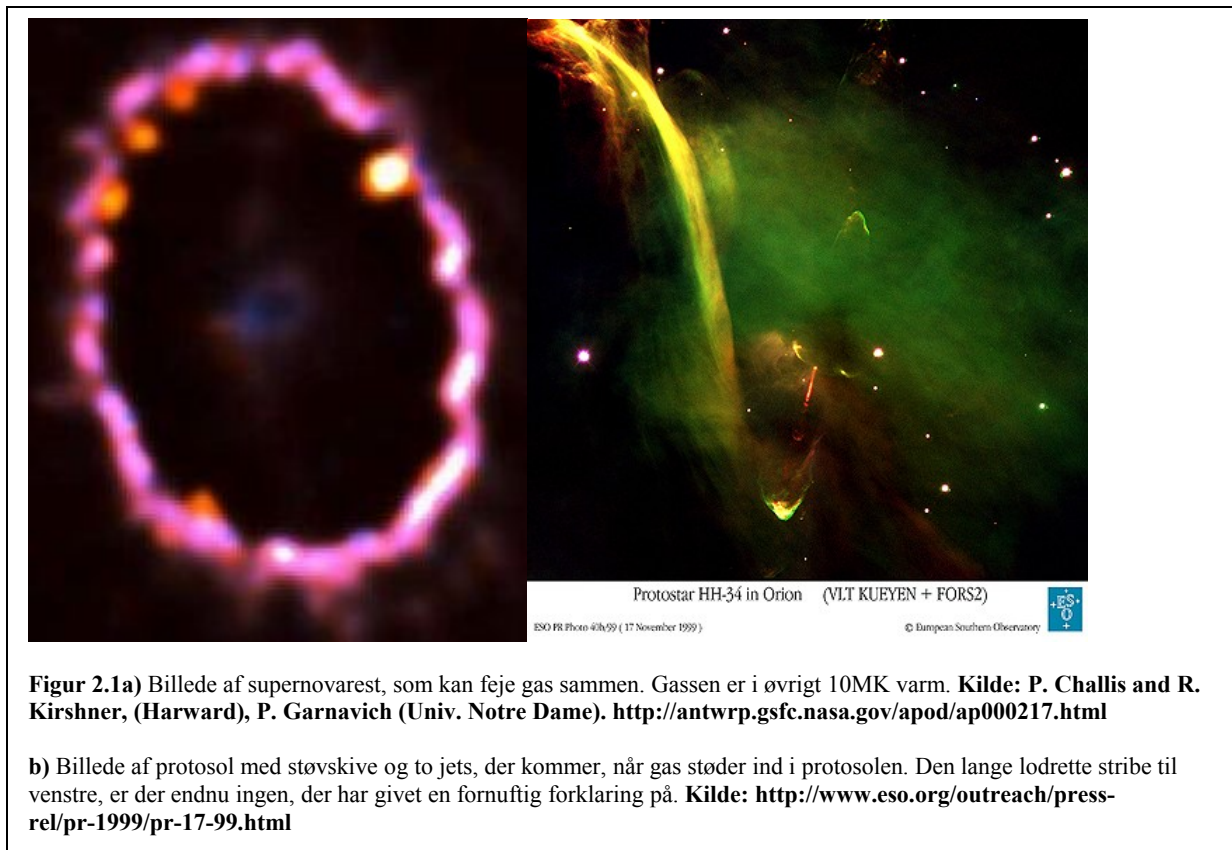 Protostar HH-34 in Orion (VLT KUEYEN + FORS2)
ESO PR Photo 40b/99 ( 17 November 1999 )
© European Southern Observatory
ES
O
Figur 2.1a) Billede af supernovarest, som kan feje gas sammen. Gassen er i øvrigt 10MK varm. Kilde: P. Challis and R.
Kirshner, (Harward), P. Garnavich (Univ. Notre Dame). http://antwrp.gsfc.nasa.gov/apod/ap000217.html
b) Billede af protosol med støvskive og to jets, der kommer, når gas støder ind i protosolen. Den lange lodrette stribe til
venstre, er der endnu ingen, der har givet en fornuftig forklaring på. Kilde: http://www.eso.org/outreach/press-
rel/pr-1999/pr-17-99.html